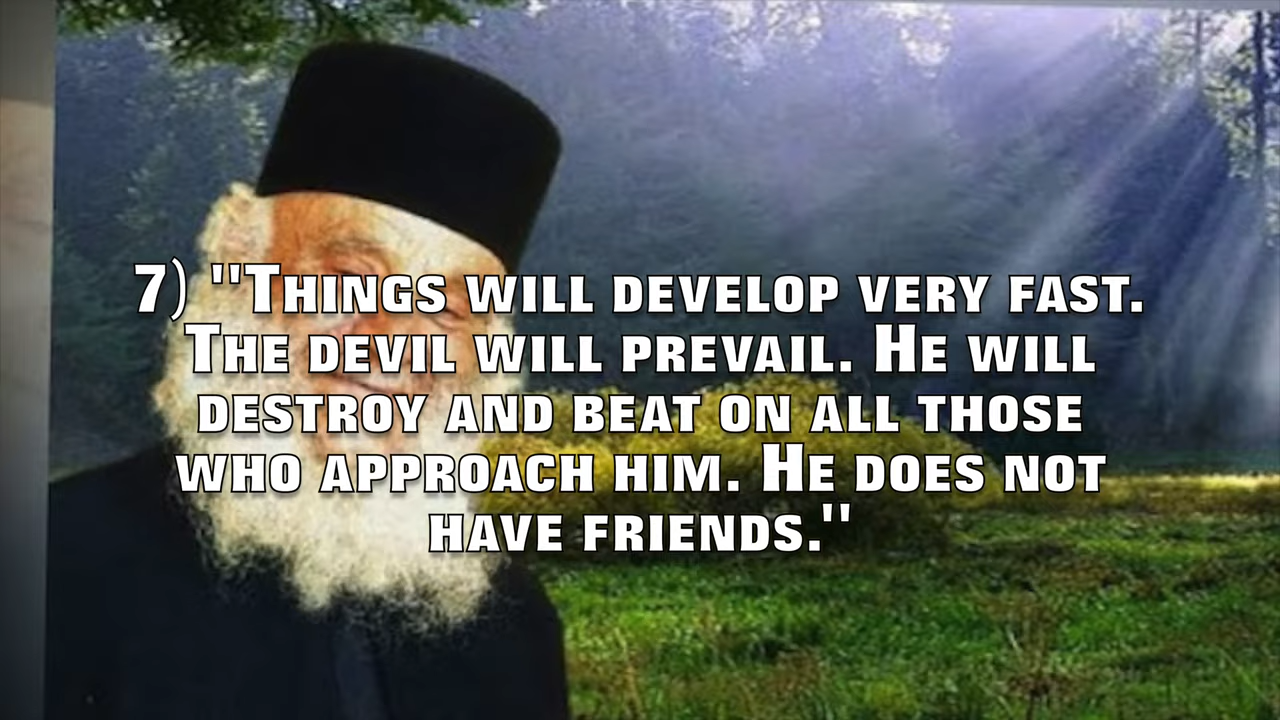 7) "Things will develop very fast.
The devil will prevail. He will
destroy and beat on all those
who approach him. He does not
have friends."